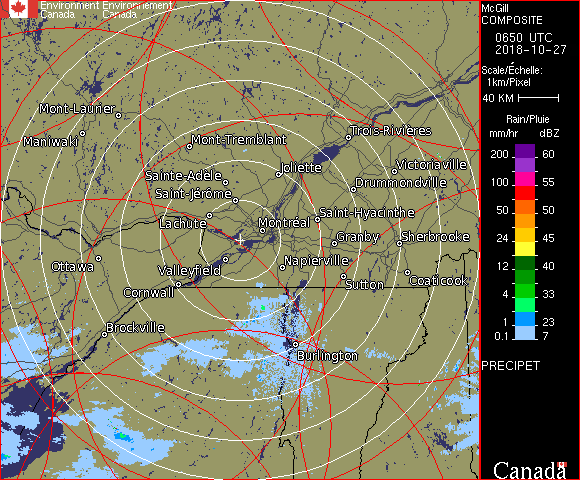 Environment Environnement
Canada Canada
McGill
COMPOSITE
0650 UTC
2018-10-27
Scale/Échelle:
1km/Pixel
40 KM
Rain/Pluie
mm/hr dBZ
200 60
100 55
50 50
24 45
12 40
4 33
1 23
0.1 7
PRECIPET
Canada
Mont-Laurier
Maniwaki
Mont-Tremblant
Trois-Rivières
Sainte-Adèle
Joliette
Victoriaville
Saint-Jérôme
Drummondville
Lachute
Montréal
Saint-Hyacinthe
Granby
Sherbrooke
Ottawa
Valleyfield
Napierville
Cornwall
Sutton
Coaticook
Brockville
Burlington